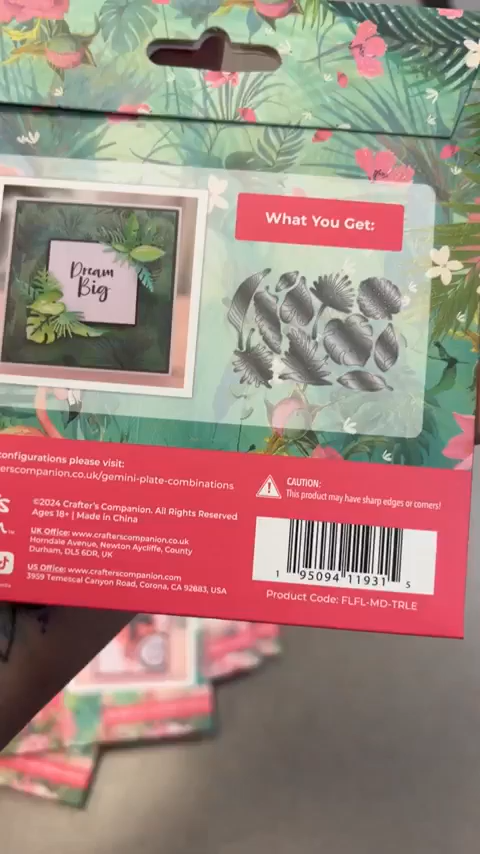 What You Get:
Dream
Big
configurations please visit:
erscompanion.co.uk/gemini-plate-combinations
CAUTION:
This product may have sharp edges or corners!
©2024 Crafter's Companion. All Rights Reserved
Ages 18+ | Made in China
UK Office: www.crafterscompanion.co.uk
Horndale Avenue, Newton Aycliffe, County
Durham, DL5 6DR, UK
US Office: www.crafterscompanion.com
3959 Temescal Canyon Road, Corona, CA 92883, USA
1 95094 11931 5
Product Code: FLFL-MD-TRLE